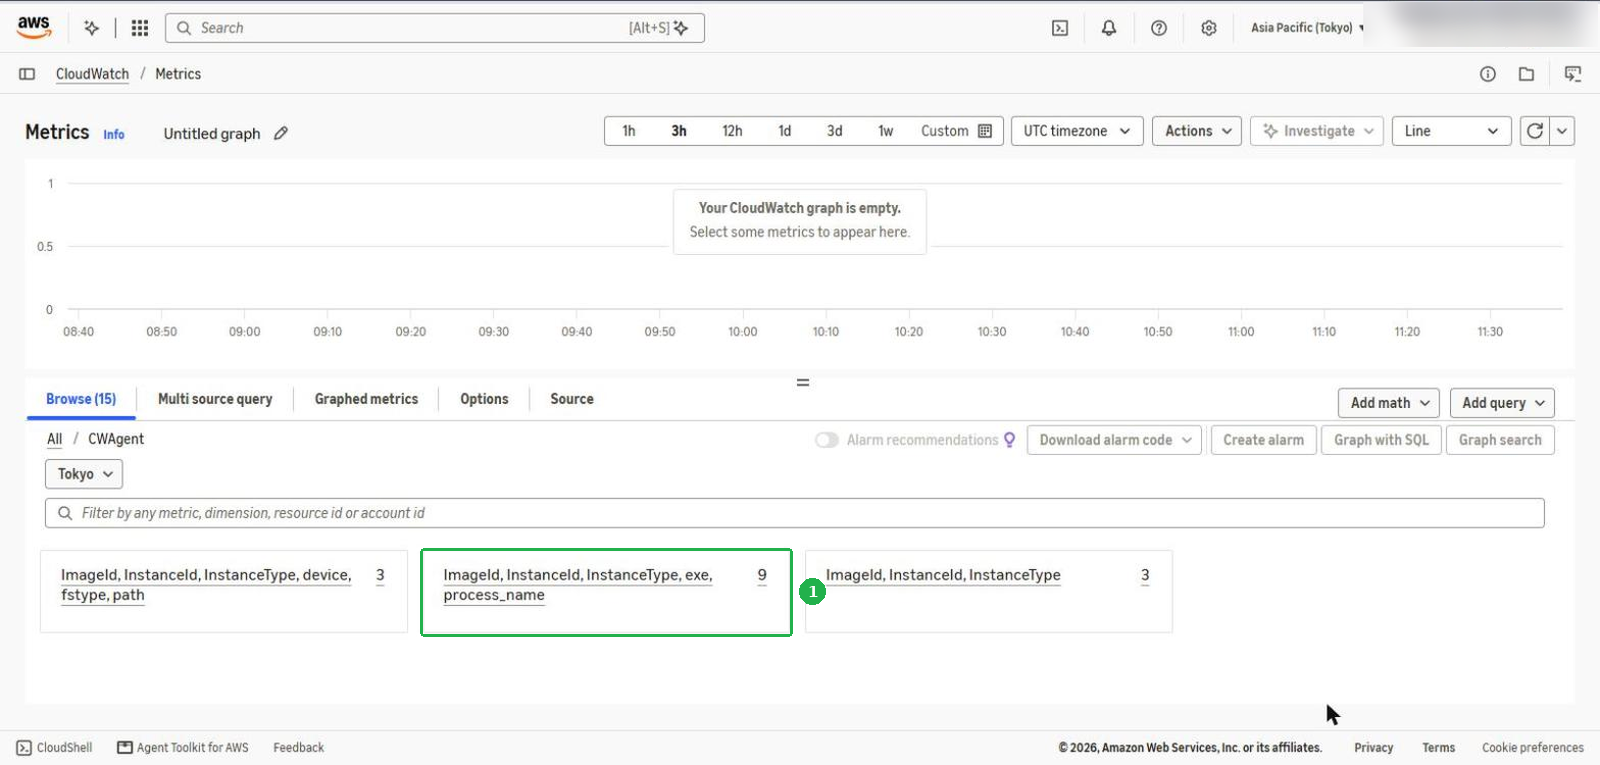 aws
Search [Alt+S]
Asia Pacific (Tokyo)
CloudWatch / Metrics
Metrics Info Untitled graph
1h 3h 12h 1d 3d 1w Custom UTC timezone Actions Investigate Line
1
Your CloudWatch graph is empty.
Select some metrics to appear here.
0.5
0
08:40 08:50 09:00 09:10 09:20 09:30 09:40 09:50 10:00 10:10 10:20 10:30 10:40 10:50 11:00 11:10 11:20 11:30
Browse (15) Multi source query Graphed metrics Options Source Add math Add query
All / CWAgent Alarm recommendations Download alarm code Create alarm Graph with SQL Graph search
Tokyo
Filter by any metric, dimension, resource id or account id
ImageId, InstanceId, InstanceType, device, 3
fstype, path
ImageId, InstanceId, InstanceType, exe, 9
process_name
1
ImageId, InstanceId, InstanceType 3
CloudShell Agent Toolkit for AWS Feedback © 2026, Amazon Web Services, Inc. or its affiliates. Privacy Terms Cookie preferences